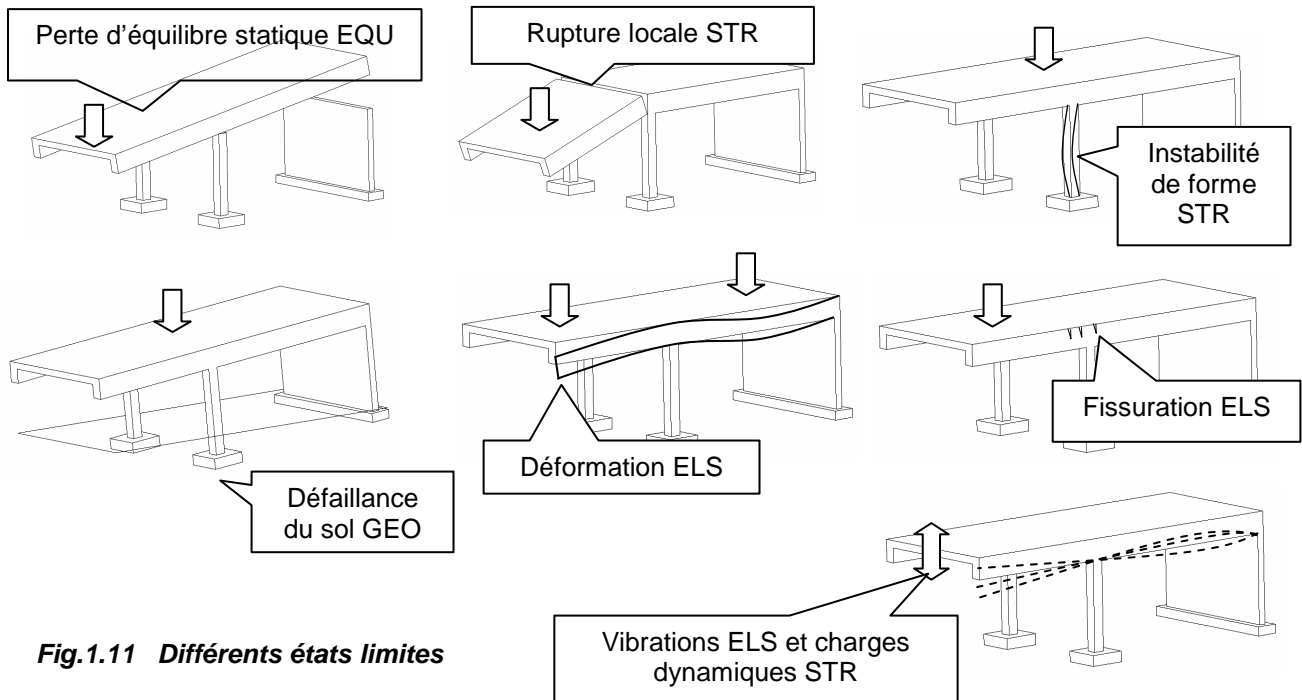 Perte d'équilibre statique EQU
Rupture locale STR
Instabilité
de forme
STR
Déformation ELS
Fissuration ELS
Défaillance
du sol GEO
Vibrations ELS et charges
dynamiques STR
Fig.1.11 Différents états limites